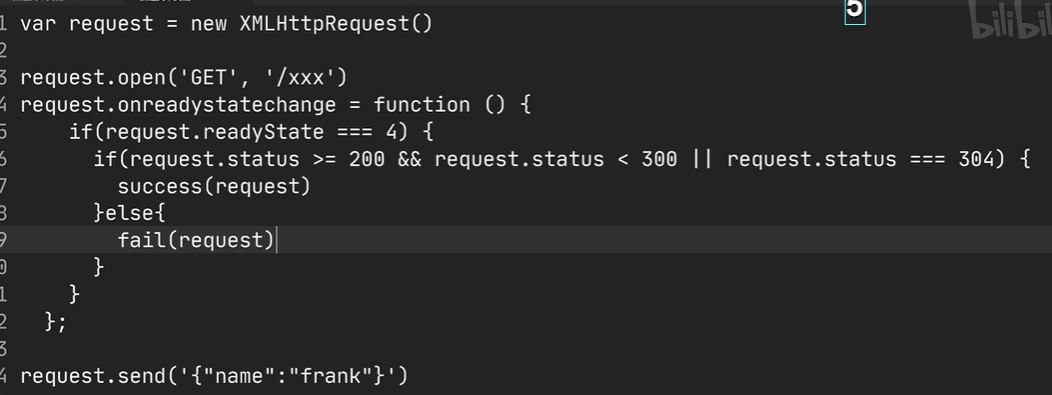 5
bilibil
1 var request = new XMLHttpRequest()
2
3 request.open('GET', '/xxx')
4 request.onreadystatechange = function () {
5     if(request.readyState === 4) {
6       if(request.status >= 200 && request.status < 300 || request.status === 304) {
7         success(request)
8       }else{
9         fail(request)
0       }
1     }
2   };
3
4 request.send('{"name":"frank"}')